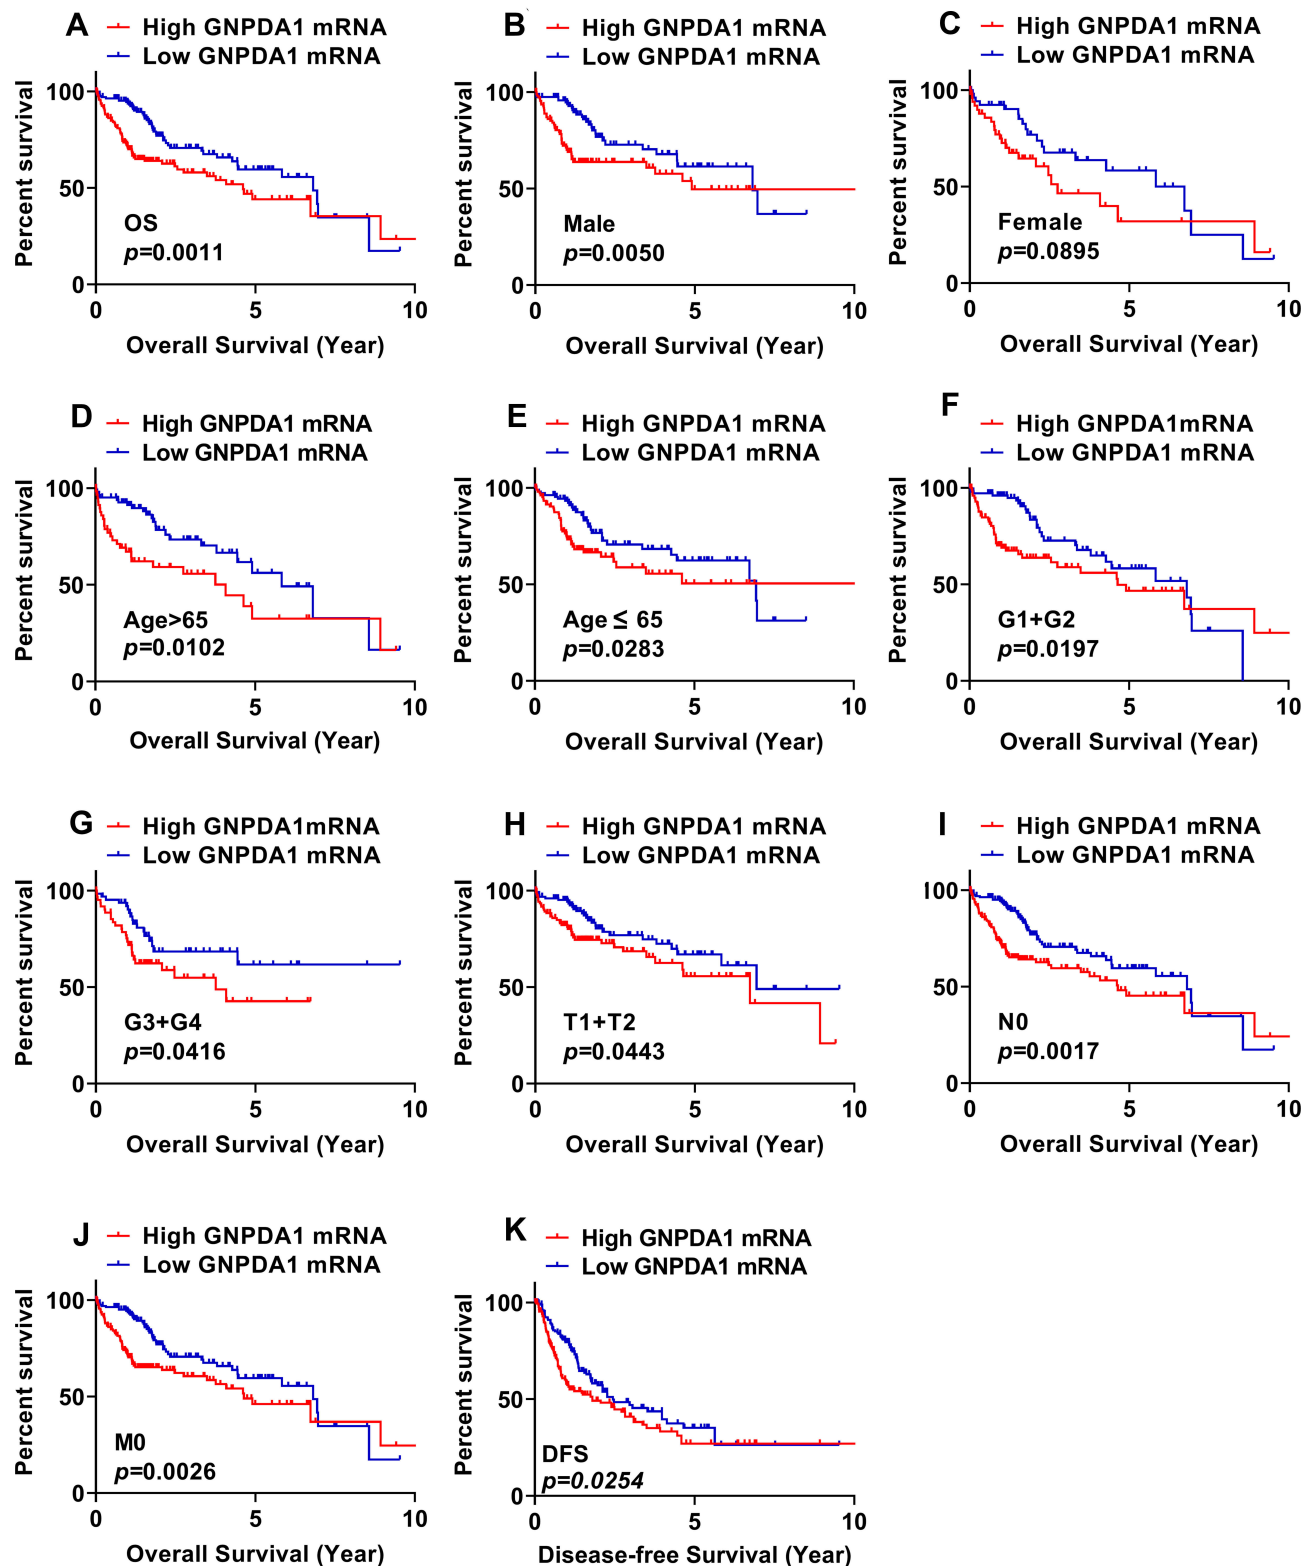 A
High GNPDA1 mRNA
Low GNPDA1 mRNA
Percent survival
100
50
0
OS
p=0.0011
0 5 10
Overall Survival (Year)
B
High GNPDA1 mRNA
Low GNPDA1 mRNA
Percent survival
100
50
0
Male
p=0.0050
0 5 10
Overall Survival (Year)
C
High GNPDA1 mRNA
Low GNPDA1 mRNA
Percent survival
100
50
0
Female
p=0.0895
0 5 10
Overall Survival (Year)
D
High GNPDA1 mRNA
Low GNPDA1 mRNA
Percent survival
100
50
0
Age>65
p=0.0102
0 5 10
Overall Survival (Year)
E
High GNPDA1 mRNA
Low GNPDA1 mRNA
Percent survival
100
50
0
Age ≤ 65
p=0.0283
0 5 10
Overall Survival (Year)
F
High GNPDA1mRNA
Low GNPDA1 mRNA
Percent survival
100
50
0
G1+G2
p=0.0197
0 5 10
Overall Survival (Year)
G
High GNPDA1mRNA
Low GNPDA1 mRNA
Percent survival
100
50
0
G3+G4
p=0.0416
0 5 10
Overall Survival (Year)
H
High GNPDA1 mRNA
Low GNPDA1 mRNA
Percent survival
100
50
0
T1+T2
p=0.0443
0 5 10
Overall Survival (Year)
I
High GNPDA1 mRNA
Low GNPDA1 mRNA
Percent survival
100
50
0
N0
p=0.0017
0 5 10
Overall Survival (Year)
J
High GNPDA1 mRNA
Low GNPDA1 mRNA
Percent survival
100
50
0
M0
p=0.0026
0 5 10
Overall Survival (Year)
K
High GNPDA1 mRNA
Low GNPDA1 mRNA
Percent survival
100
50
0
DFS
p=0.0254
0 5 10
Disease-free Survival (Year)